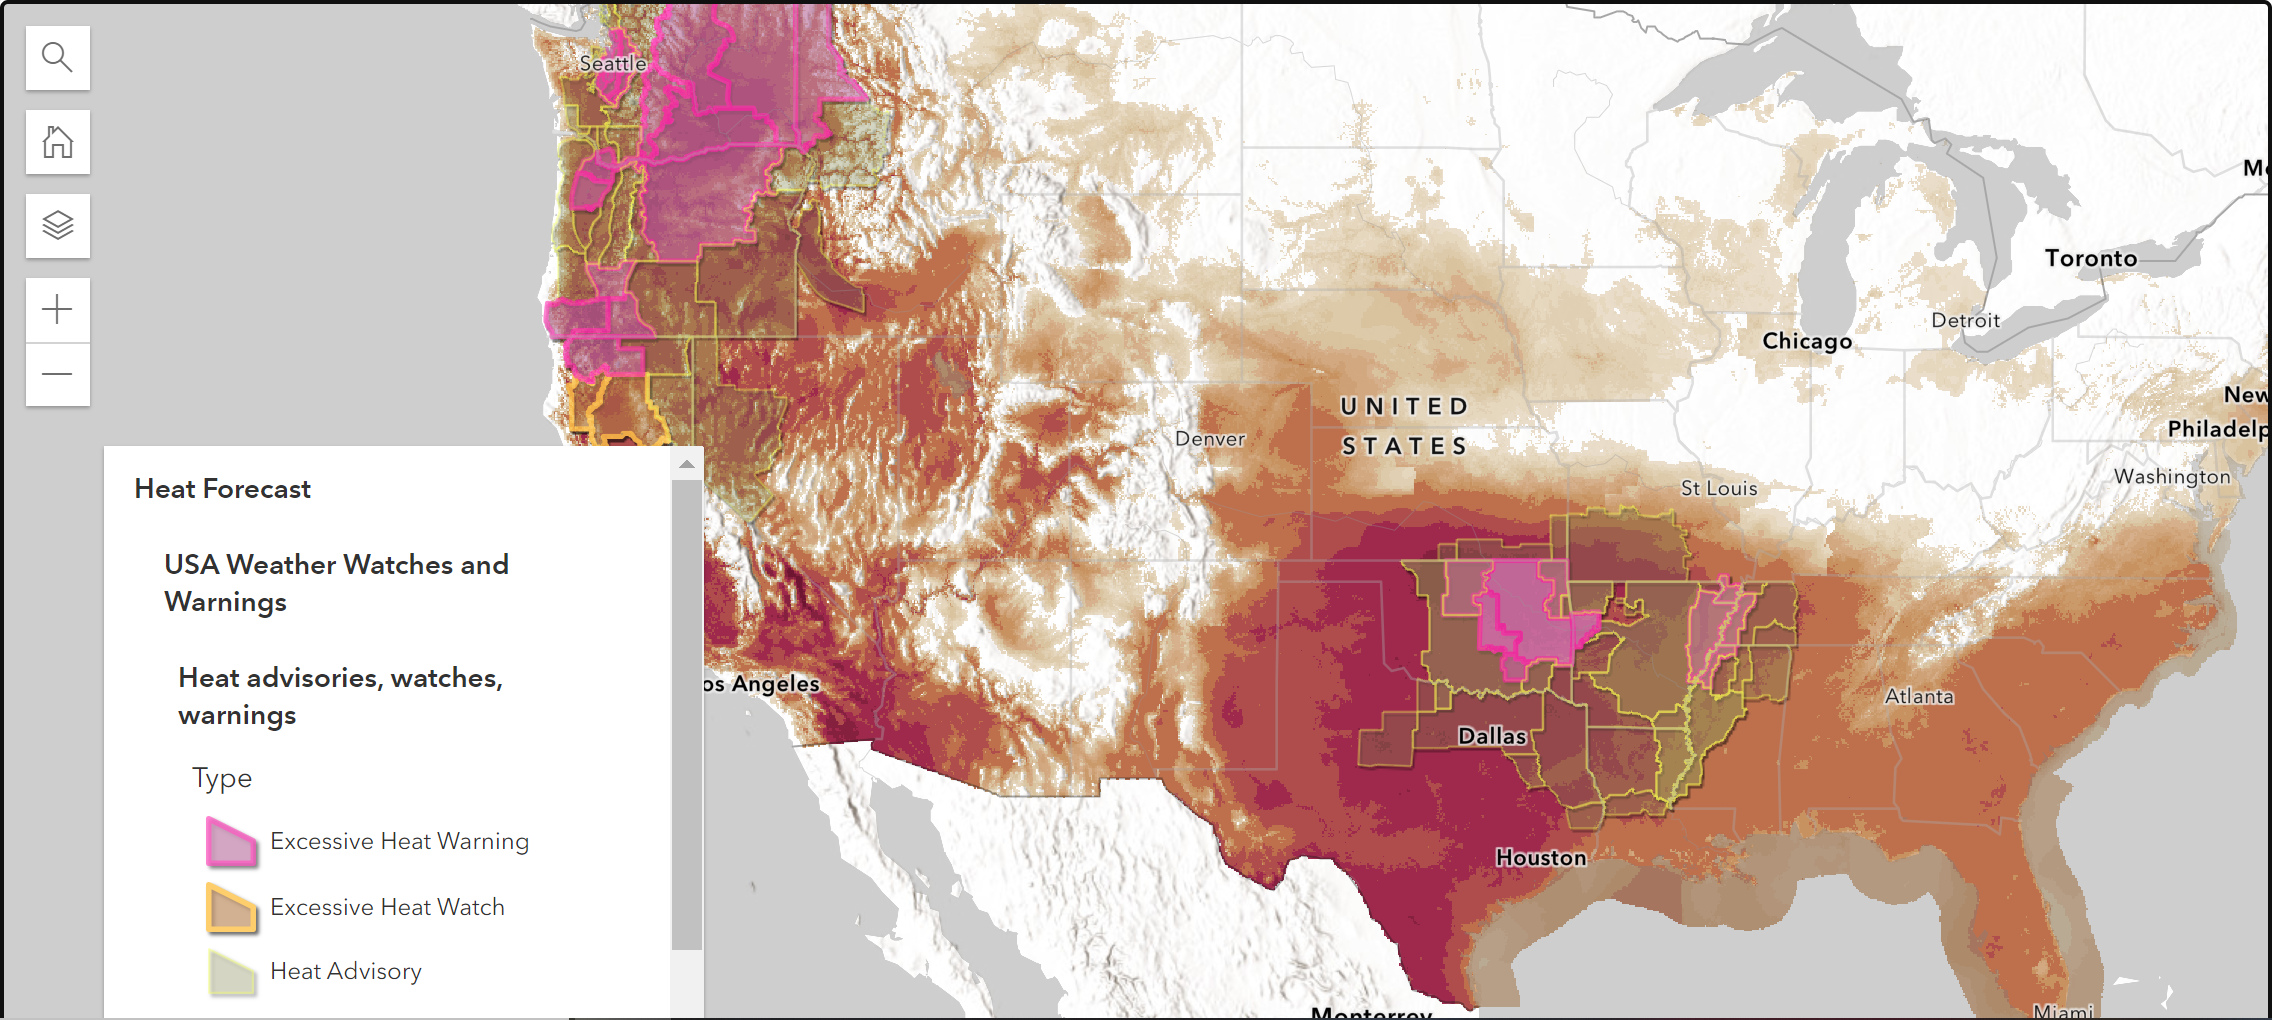 Seattle
Mo
Toronto
Detroit
Chicago
New
UNITED
STATES
Denver
Philadelp
Washington
St Louis
Heat Forecast
USA Weather Watches and
Warnings
Heat advisories, watches,
warnings
Type
Excessive Heat Warning
Excessive Heat Watch
Heat Advisory
os Angeles
Atlanta
Dallas
Houston
Monterrey
Miami